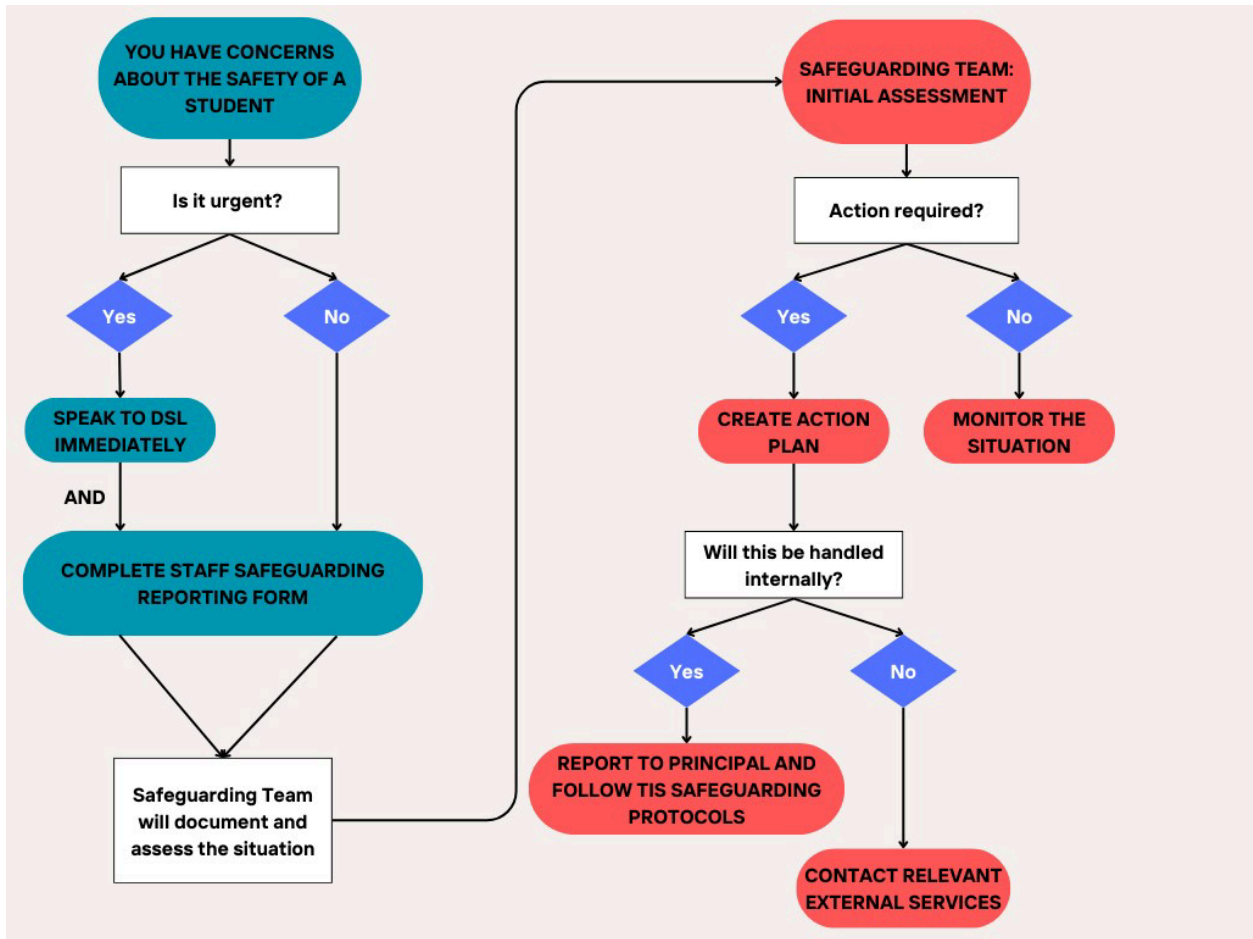 YOU HAVE CONCERNS
ABOUT THE SAFETY OF A
STUDENT
Is it urgent?
Yes
No
SPEAK TO DSL
IMMEDIATELY
AND
COMPLETE STAFF SAFEGUARDING
REPORTING FORM
Safeguarding Team
will document and
assess the situation
SAFEGUARDING TEAM:
INITIAL ASSESSMENT
Action required?
Yes
No
CREATE ACTION
PLAN
MONITOR THE
SITUATION
Will this be handled
internally?
Yes
No
REPORT TO PRINCIPAL AND
FOLLOW TIS SAFEGUARDING
PROTOCOLS
CONTACT RELEVANT
EXTERNAL SERVICES